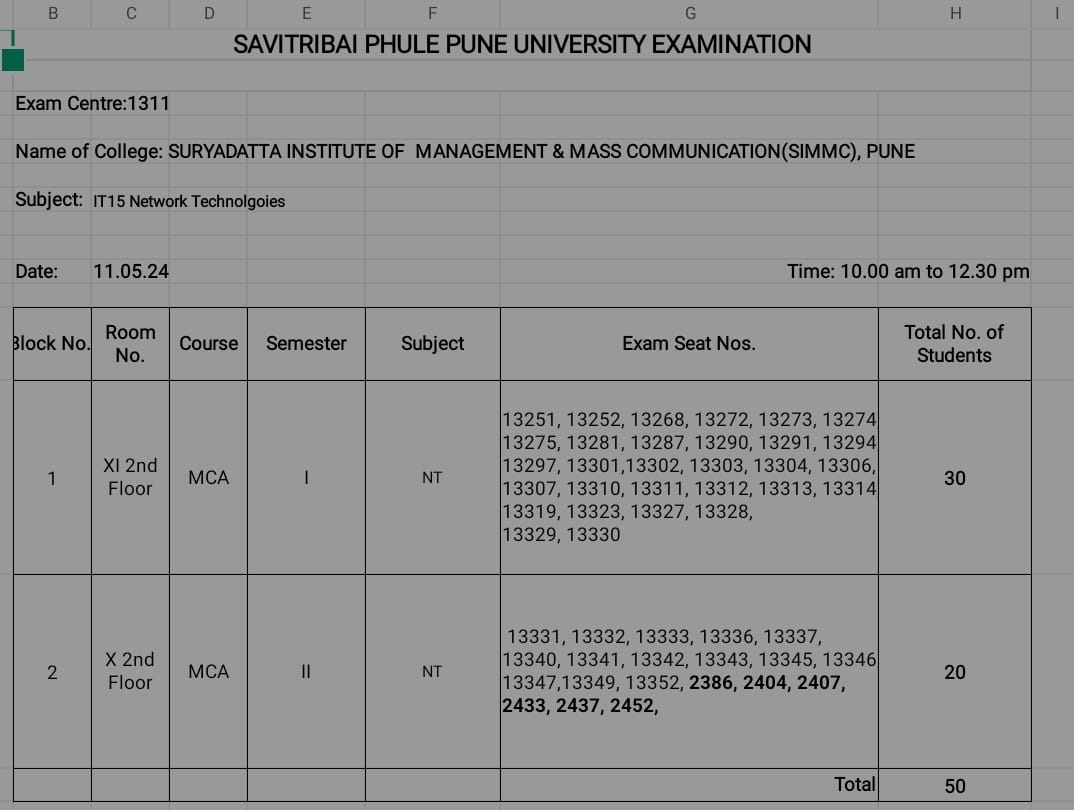 B C D E F G H I
SAVITRIBAI PHULE PUNE UNIVERSITY EXAMINATION
Exam Centre:1311
Name of College: SURYADATTA INSTITUTE OF  MANAGEMENT & MASS COMMUNICATION(SIMMC), PUNE
Subject: IT15 Network Technolgoies
Date: 11.05.24 Time: 10.00 am to 12.30 pm
Block No. Room No. Course Semester Subject Exam Seat Nos. Total No. of Students
1 XI 2nd Floor MCA I NT
13251, 13252, 13268, 13272, 13273, 13274
13275, 13281, 13287, 13290, 13291, 13294
13297, 13301,13302, 13303, 13304, 13306,
13307, 13310, 13311, 13312, 13313, 13314
13319, 13323, 13327, 13328,
13329, 13330
30
2 X 2nd Floor MCA II NT
13331, 13332, 13333, 13336, 13337,
13340, 13341, 13342, 13343, 13345, 13346
13347,13349, 13352, 2386, 2404, 2407,
2433, 2437, 2452,
20
Total 50